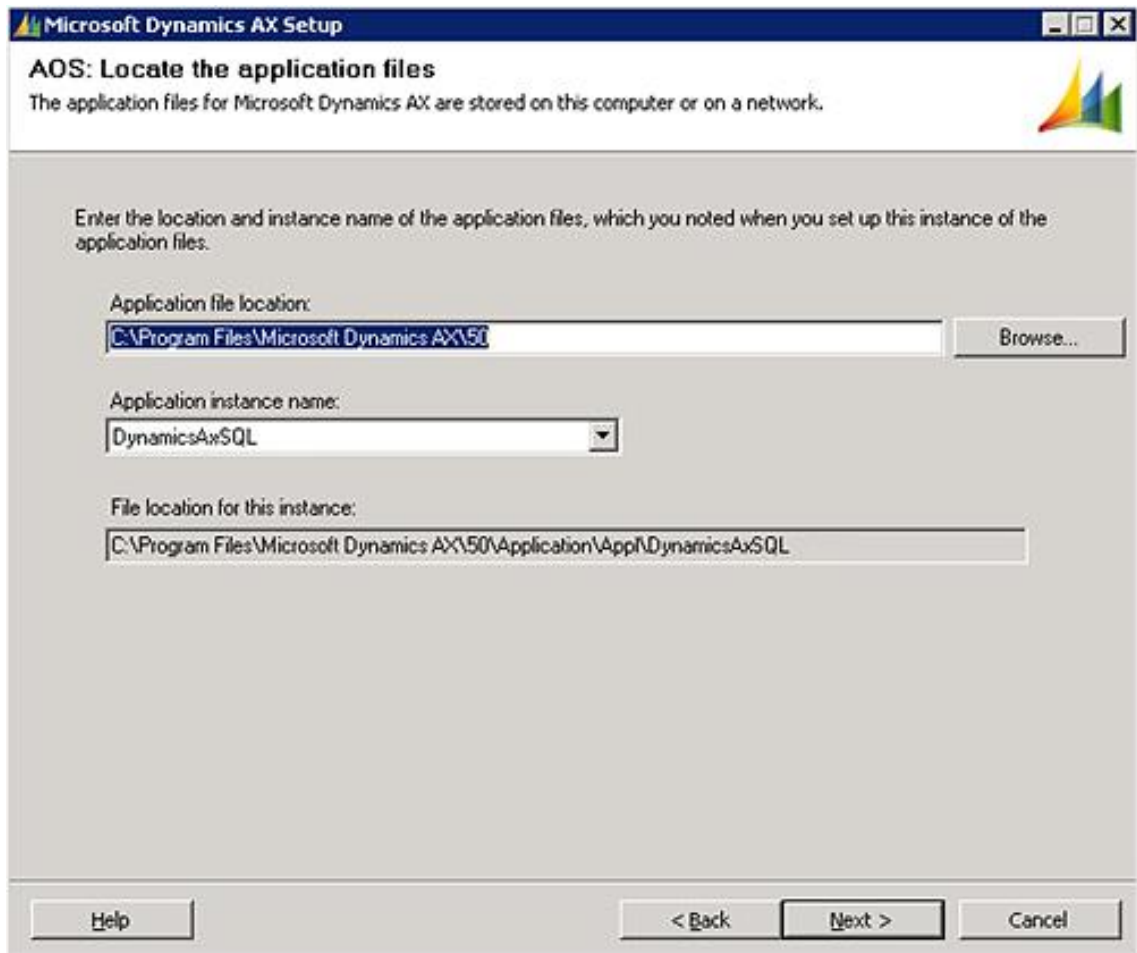 Microsoft Dynamics AX Setup
AOS: Locate the application files
The application files for Microsoft Dynamics AX are stored on this computer or on a network.
Enter the location and instance name of the application files, which you noted when you set up this instance of the
application files.
Application file location:
C:\Program Files\Microsoft Dynamics AX\50
Browse...
Application instance name:
DynamicsAxSQL
File location for this instance:
C:\Program Files\Microsoft Dynamics AX\50\Application\Appl\DynamicsAxSQL
Help
< Back
Next >
Cancel